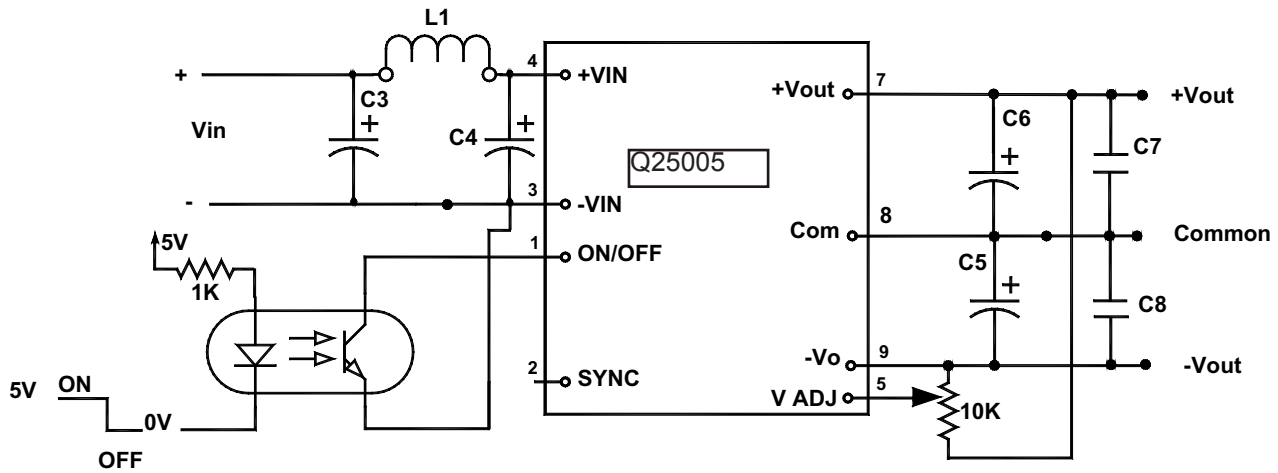 L1
+
4
+VIN
C3
+
Vin
C4
+
Q25005
-
3
-VIN
5V
1
ON/OFF
1K
2
SYNC
5V
ON
0V
OFF
+Vout
7
+Vout
C6
+
C7
Com
8
Common
C5
+
C8
-Vo
9
-Vout
V ADJ
5
10K